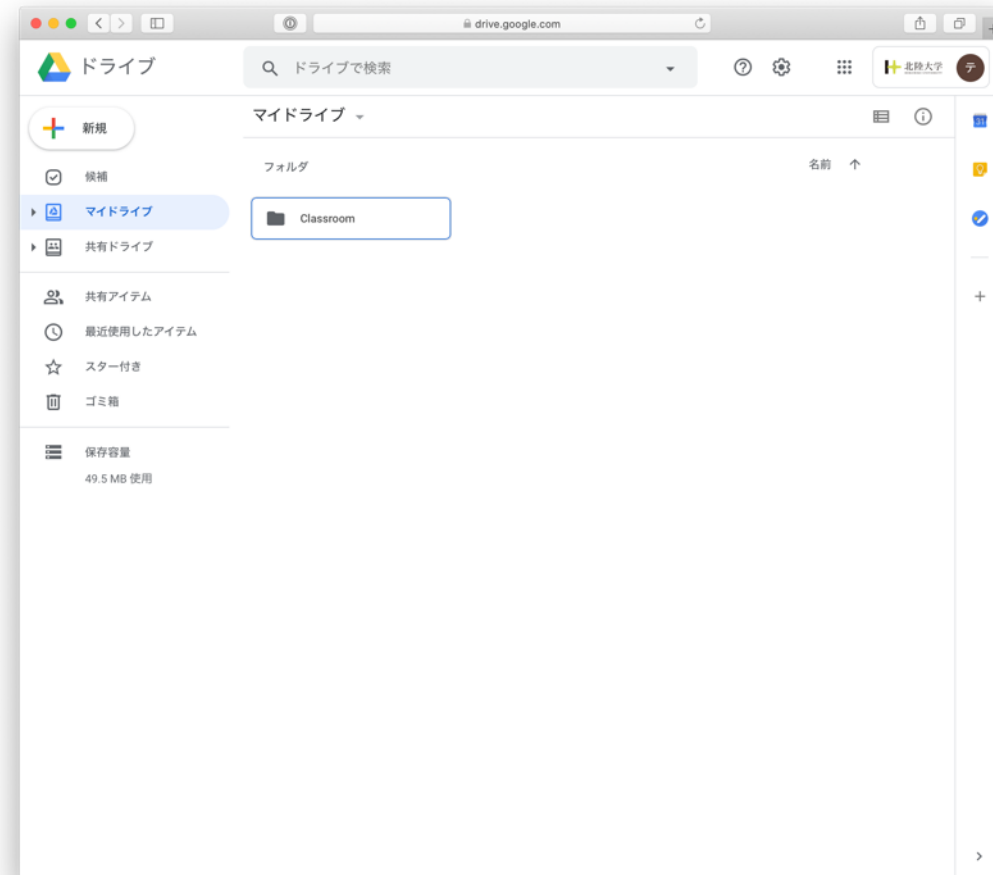 drive.google.com
ドライブ
ドライブで検索
北陸大学
テ
新規
マイドライブ
候補
フォルダ
名前
マイドライブ
Classroom
共有ドライブ
共有アイテム
最近使用したアイテム
スター付き
ゴミ箱
保存容量
49.5 MB 使用
31